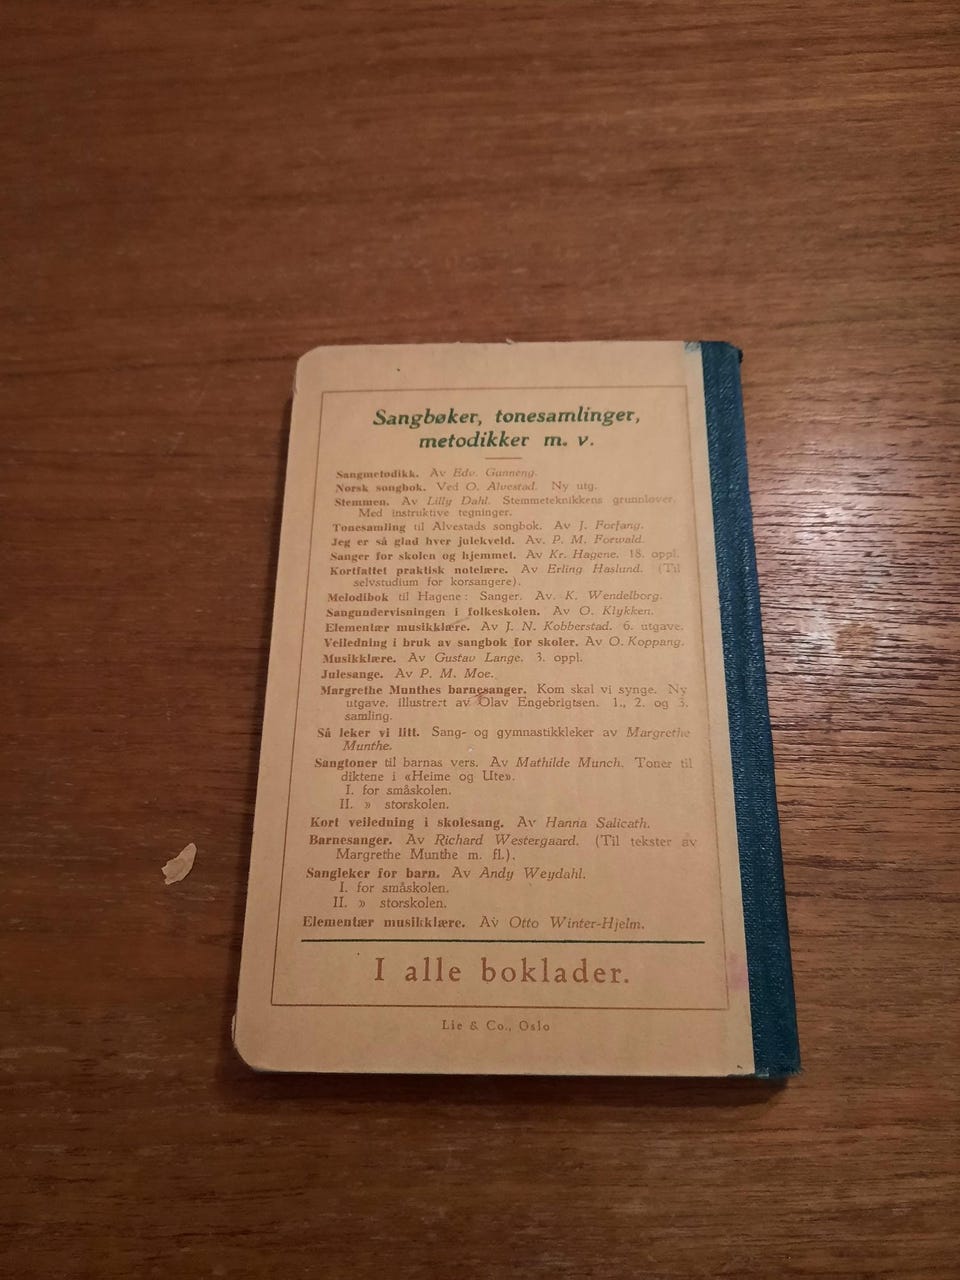 Sangbøker, tonesamlinger,
metodikker m. v.
Sangmetodikk. Av Edv. Gunneng.
Norsk songbok. Ved O. Alvestad. Ny utg.
Stemmen. Av Lilly Dahl. Stemmeteknikkens grunnlover.
Med instruktive tegninger.
Tonesamling til Alvestads songbok. Av J. Forfang.
Jeg er så glad hver julekveld. Av. P. M. Forwald.
Sanger for skolen og hjemmet. Av Kr. Hagene. 18. oppl.
Kortfattet praktisk notelære. Av Erling Haslund. (Til
selvstudium for korsangere).
Melodibok til Hagene: Sanger. Av. K. Wendelborg.
Sangundervisningen i folkeskolen. Av O. Klykken.
Elementær musikklære. Av J. N. Kobberstad. 6. utgave.
Veiledning i bruk av sangbok for skoler. Av O. Koppang.
Musikklære. Av Gustav Lange. 3. oppl.
Julesange. Av P. M. Moe.
Margrethe Munthes barnesanger. Kom skal vi synge. Ny
utgave, illustrert av Olav Engebrigtsen. 1., 2. og 3.
samling.
Så leker vi litt. Sang- og gymnastikkleker av Margrethe
Munthe.
Sangtoner til barnas vers. Av Mathilde Munch. Toner til
diktene i «Heime og Ute».
I. for småskolen.
II. » storskolen.
Kort veiledning i skolesang. Av Hanna Salicath.
Barnesanger. Av Richard Westergaard. (Til tekster av
Margrethe Munthe m. fl.).
Sangleker for barn. Av Andy Weydahl.
I. for småskolen.
II. » storskolen.
Elementær musikklære. Av Otto Winter-Hjelm.
I alle boklader.
Lie & Co., Oslo